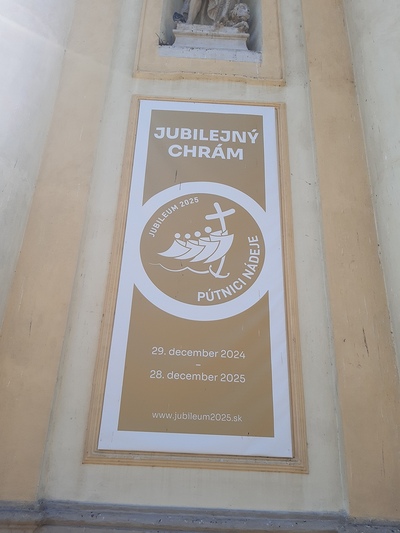 JUBILEJNÝ
CHRÁM
JUBILEUM 2025
PÚTNICI NÁDEJE
29. december 2024
–
28. december 2025
www.jubileum2025.sk